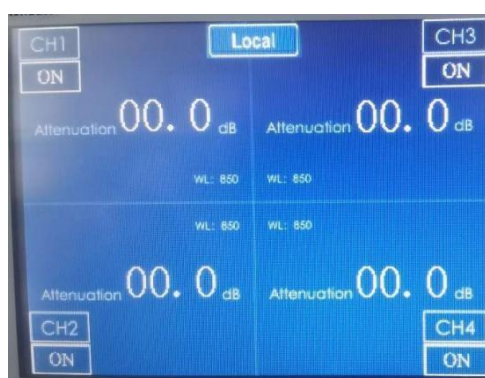 CH1
Local
CH3
ON
ON
Attenuation 00.0 dB
Attenuation 00.0 dB
WL: 850
WL: 850
WL: 850
WL: 850
Attenuation 00.0 dB
Attenuation 00.0 dB
CH2
CH4
ON
ON